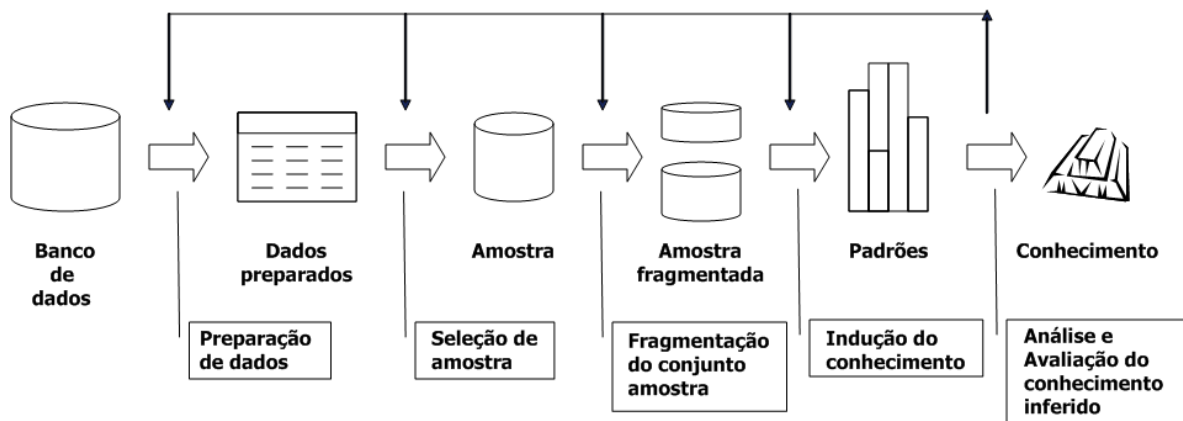 Banco
de
dados
Dados
preparados
Amostra
Amostra
fragmentada
Padrões
Conhecimento
Preparação
de dados
Seleção de
amostra
Fragmentação
do conjunto
amostra
Indução do
conhecimento
Análise e
Avaliação do
conhecimento
inferido